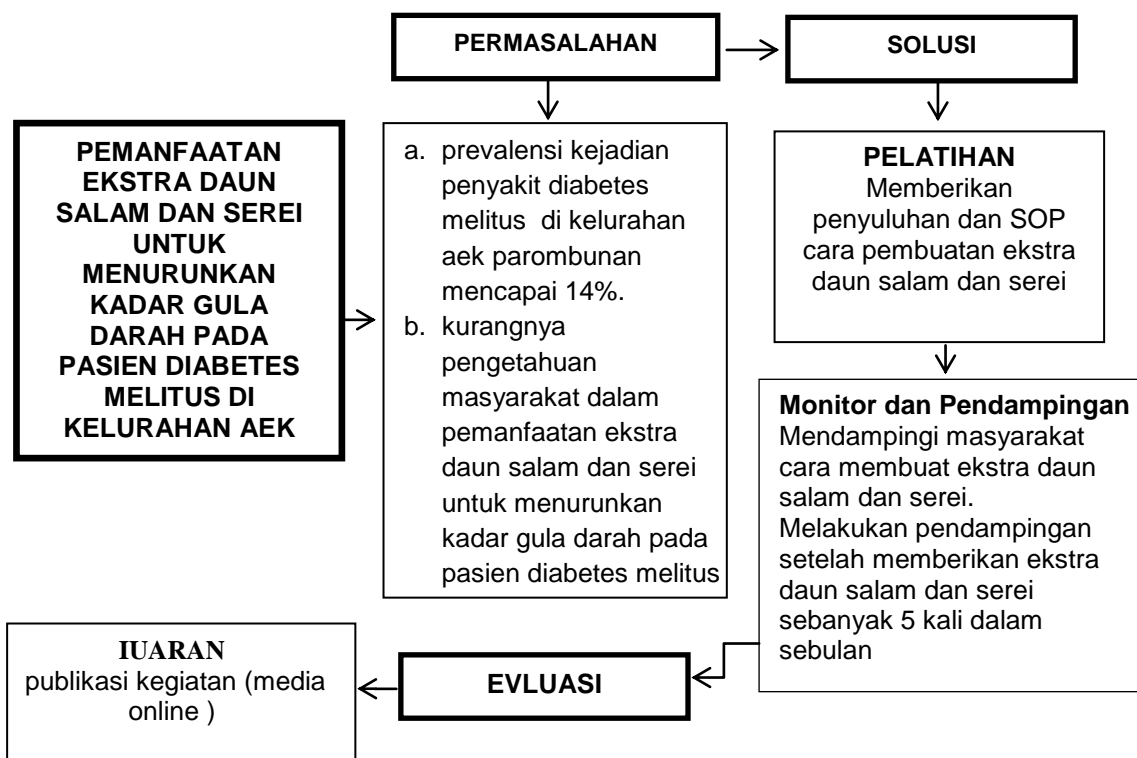 PERMASALAHAN
SOLUSI
PEMANFAATAN
EKSTRA DAUN
SALAM DAN SEREI
UNTUK
MENURUNKAN
KADAR GULA
DARAH PADA
PASIEN DIABETES
MELITUS DI
KELURAHAN AEK
a. prevalensi kejadian
penyakit diabetes
melitus di kelurahan
aek parombunan
mencapai 14%.
b. kurangnya
pengetahuan
masyarakat dalam
pemanfaatan ekstra
daun salam dan serei
untuk menurunkan
kadar gula darah pada
pasien diabetes melitus
PELATIHAN
Memberikan
penyuluhan dan SOP
cara pembuatan ekstra
daun salam dan serei
Monitor dan Pendampingan
Mendampingi masyarakat
cara membuat ekstra daun
salam dan serei.
Melakukan pendampingan
setelah memberikan ekstra
daun salam dan serei
sebanyak 5 kali dalam
sebulan
EVLUASI
IUARAN
publikasi kegiatan (media
online )